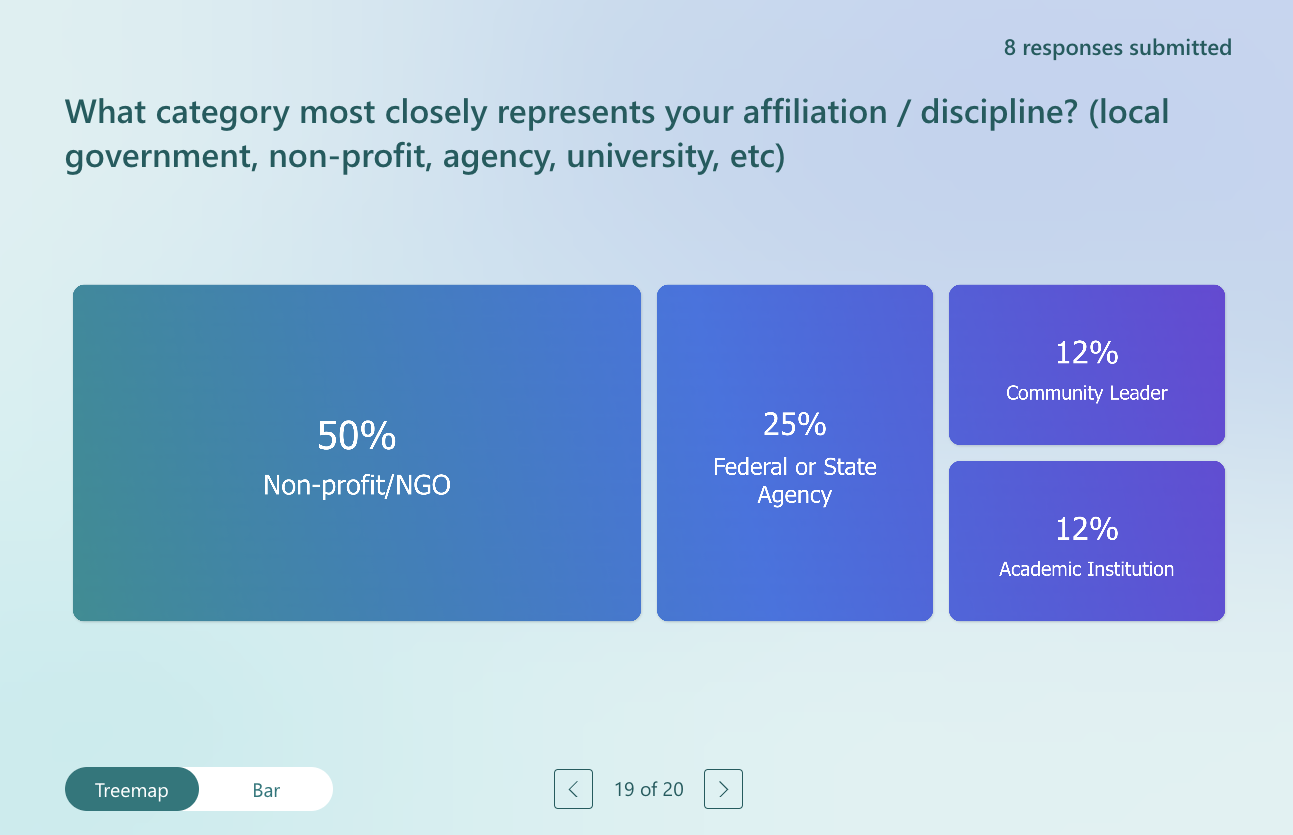 8 responses submitted
What category most closely represents your affiliation / discipline? (local
government, non-profit, agency, university, etc)
50%
Non-profit/NGO
25%
Federal or State
Agency
12%
Community Leader
12%
Academic Institution
Treemap
Bar
19 of 20